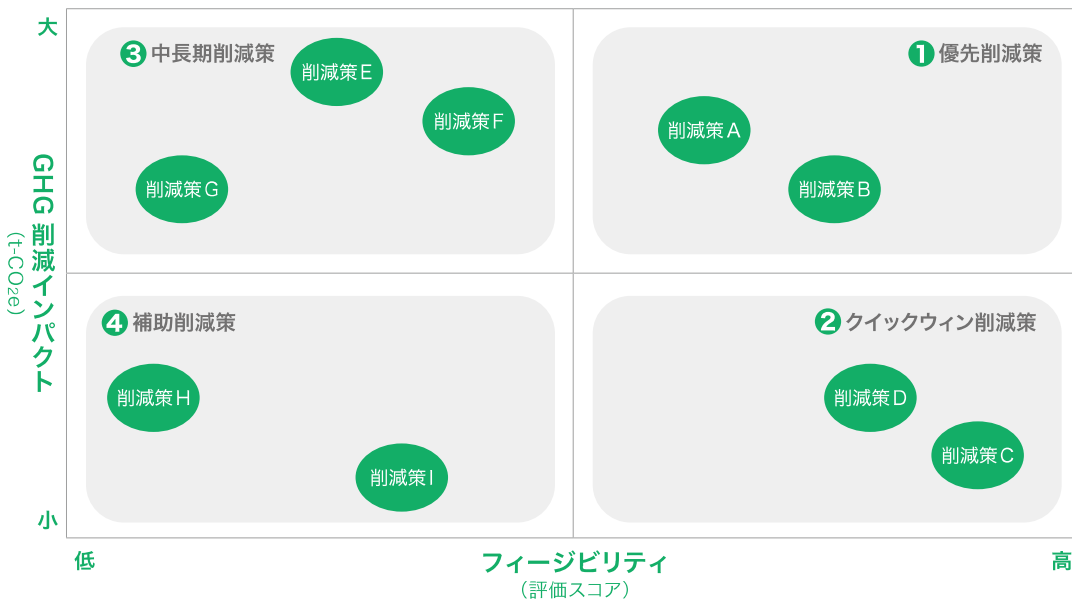 大
❸ 中長期削減策
削減策E
削減策F
削減策G
❶ 優先削減策
削減策A
削減策B
GHG 削減インパクト
（t-CO2e）
❹ 補助削減策
削減策H
削減策I
❷ クイックウィン削減策
削減策D
削減策C
小
低
フィージビリティ
（評価スコア）
高